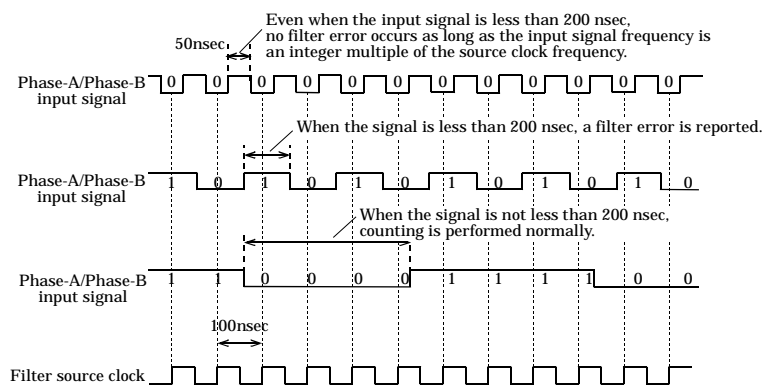 Even when the input signal is less than 200 nsec,
no filter error occurs as long as the input signal frequency is
an integer multiple of the source clock frequency.
50nsec
Phase-A/Phase-B
input signal
0 0 0 0 0 0 0 0 0 0 0 0
When the signal is less than 200 nsec, a filter error is reported.
Phase-A/Phase-B
input signal
1 0 1 0 1 0 1 0 1 0 1 0
When the signal is not less than 200 nsec,
counting is performed normally.
Phase-A/Phase-B
input signal
1 1 0 0 0 0 1 1 1 1 0 0
100nsec
Filter source clock